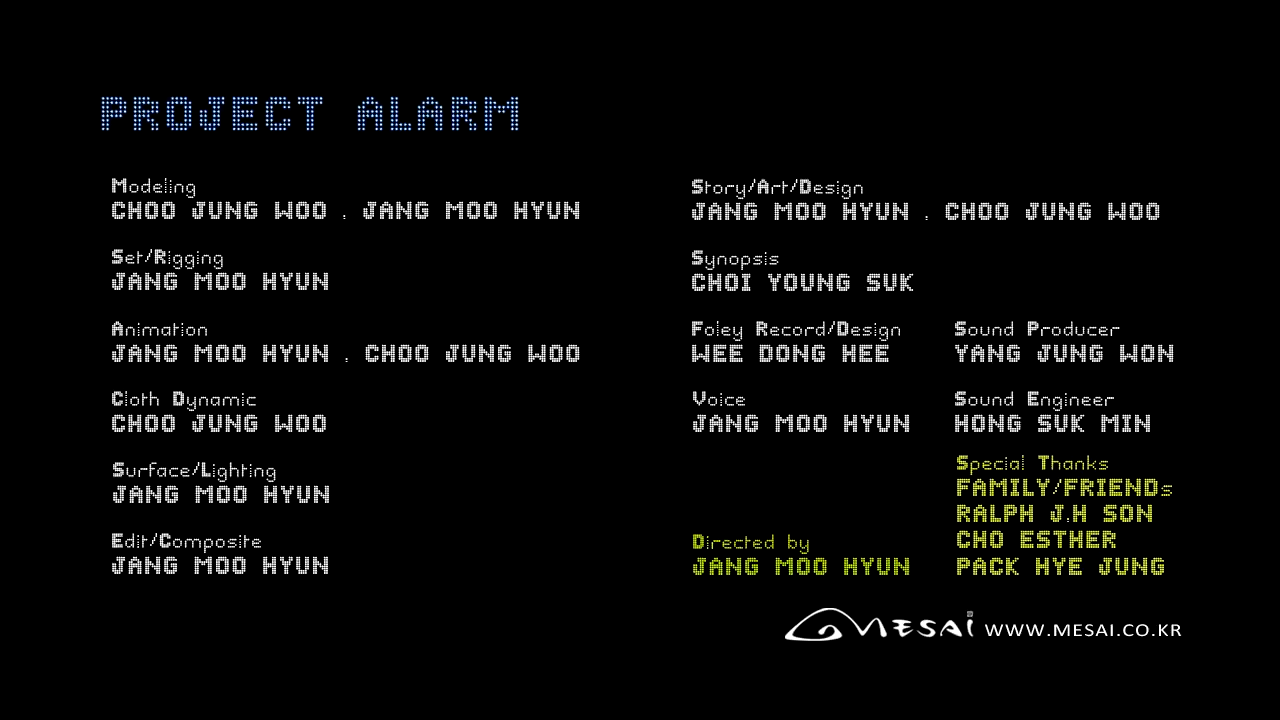 PROJECT ALARM
Modeling
CHOO JUNG WOO , JANG MOO HYUN
Set/Rigging
JANG MOO HYUN
Animation
JANG MOO HYUN , CHOO JUNG WOO
Cloth Dynamic
CHOO JUNG WOO
Surface/Lighting
JANG MOO HYUN
Edit/Composite
JANG MOO HYUN
Story/Art/Design
JANG MOO HYUN , CHOO JUNG WOO
Synopsis
CHOI YOUNG SUK
Foley Record/Design
WEE DONG HEE
Voice
JANG MOO HYUN
Directed by
JANG MOO HYUN
Sound Producer
YANG JUNG WON
Sound Engineer
HONG SUK MIN
Special Thanks
FAMILY/FRIENDs
RALPH J.H SON
CHO ESTHER
PACK HYE JUNG
MESAi WWW.MESAI.CO.KR